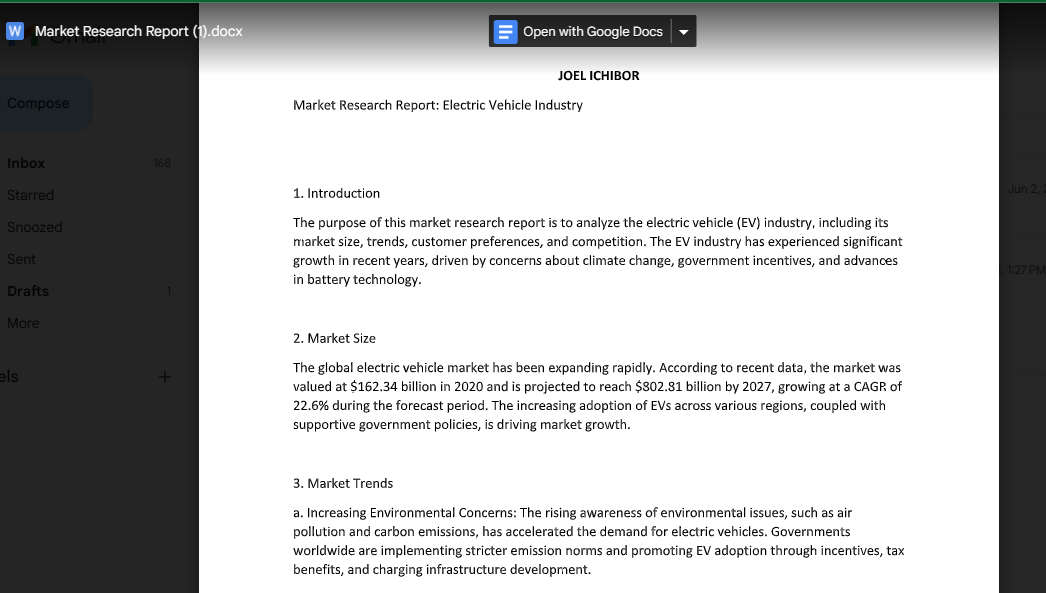 Market Research Report (1).docx
Open with Google Docs
JOEL ICHIBOR
Market Research Report: Electric Vehicle Industry
Compose
Inbox 168
Starred
Snoozed
Sent
Drafts 1
More
els +
Jun 2,
1:27 PM
1. Introduction
The purpose of this market research report is to analyze the electric vehicle (EV) industry, including its
market size, trends, customer preferences, and competition. The EV industry has experienced significant
growth in recent years, driven by concerns about climate change, government incentives, and advances
in battery technology.
2. Market Size
The global electric vehicle market has been expanding rapidly. According to recent data, the market was
valued at $162.34 billion in 2020 and is projected to reach $802.81 billion by 2027, growing at a CAGR of
22.6% during the forecast period. The increasing adoption of EVs across various regions, coupled with
supportive government policies, is driving market growth.
3. Market Trends
a. Increasing Environmental Concerns: The rising awareness of environmental issues, such as air
pollution and carbon emissions, has accelerated the demand for electric vehicles. Governments
worldwide are implementing stricter emission norms and promoting EV adoption through incentives, tax
benefits, and charging infrastructure development.